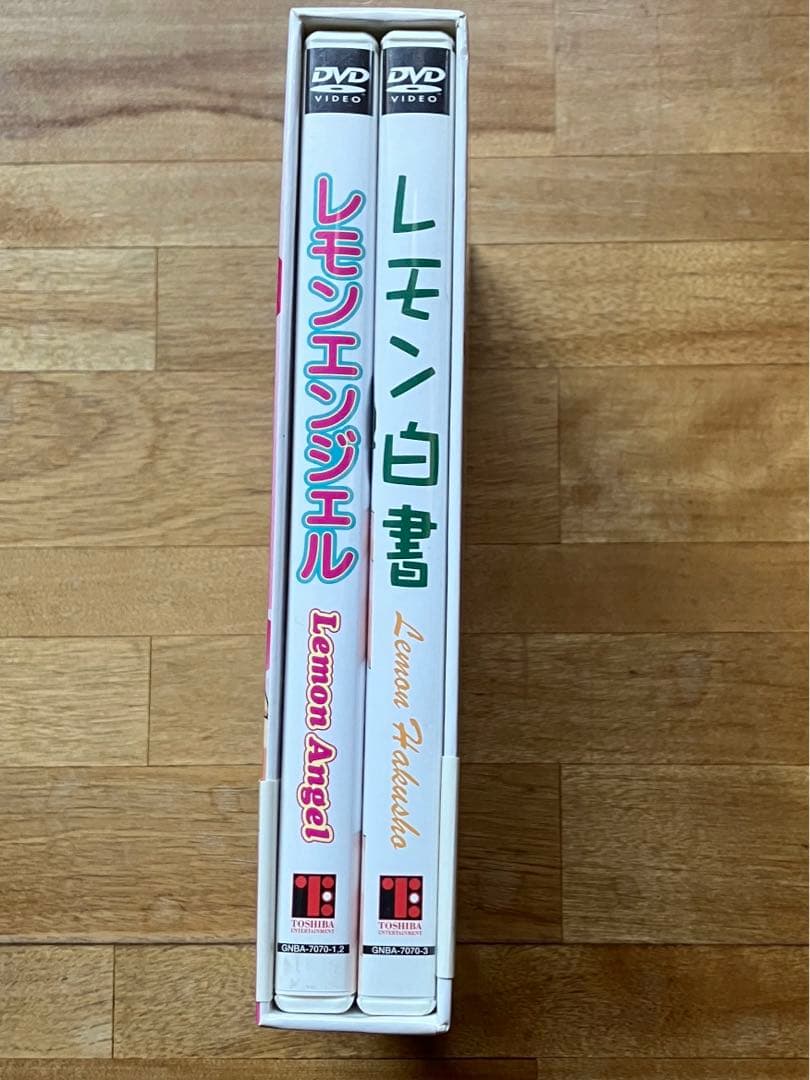 DVD
VIDEO
レモンエンジェル
Lemon Angel
TOSHIBA
ENTERTAINMENT
GNBA-7070-1,2
DVD
VIDEO
レモン白書
Lemon Hakusho
TOSHIBA
ENTERTAINMENT
GNBA-7070-3